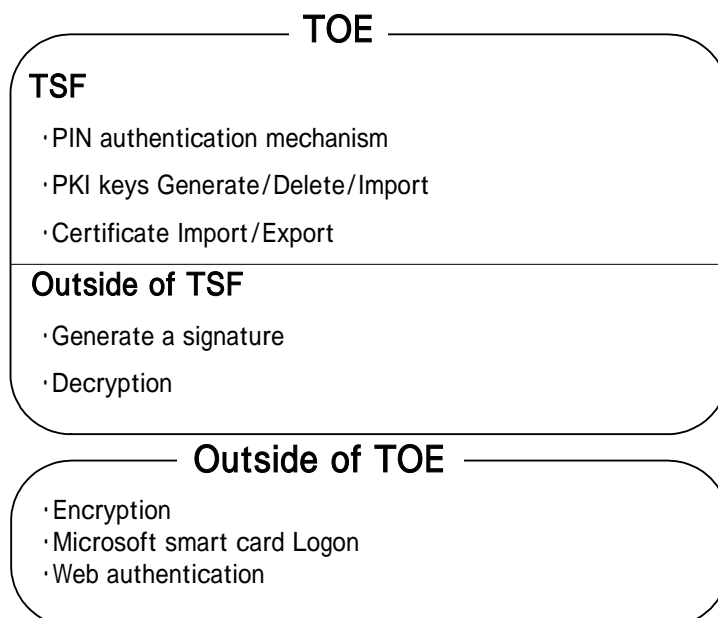 TOE
TSF
·PIN authentication mechanism
·PKI keys Generate/Delete/Import
·Certificate Import/Export
Outside of TSF
·Generate a signature
·Decryption
Outside of TOE
·Encryption
·Microsoft smart card Logon
·Web authentication